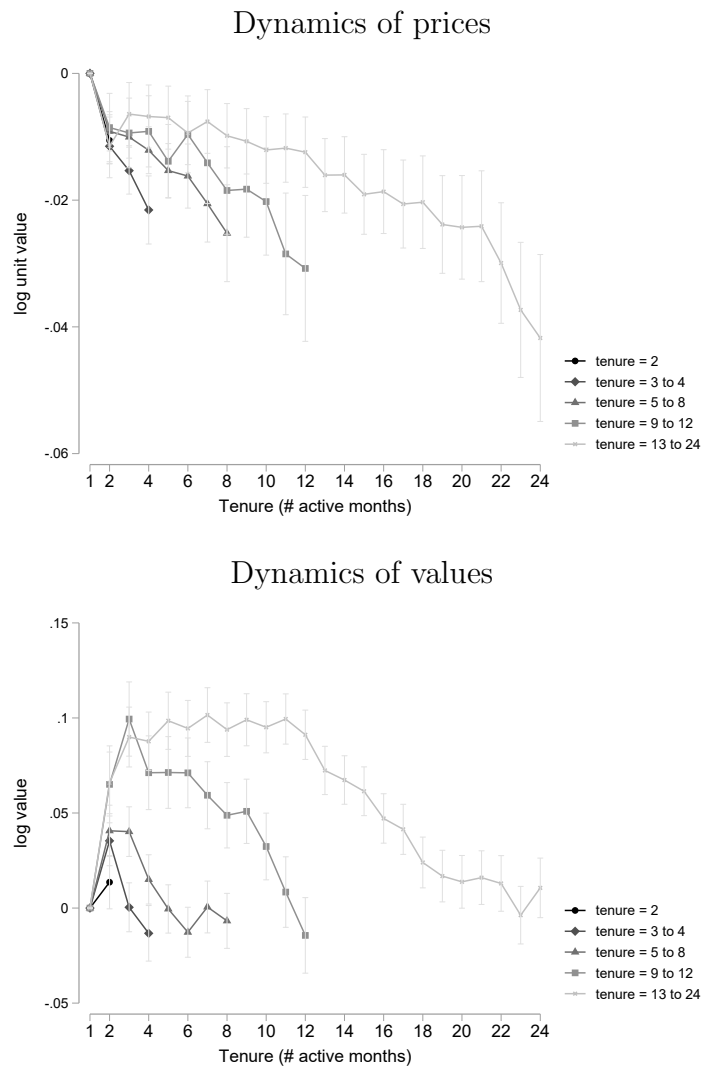 Dynamics of prices
0
-.02
-.04
-.06
log unit value
1 2 4 6 8 10 12 14 16 18 20 22 24
Tenure (# active months)
tenure = 2
tenure = 3 to 4
tenure = 5 to 8
tenure = 9 to 12
tenure = 13 to 24
Dynamics of values
.15
.1
.05
0
-.05
log value
1 2 4 6 8 10 12 14 16 18 20 22 24
Tenure (# active months)
tenure = 2
tenure = 3 to 4
tenure = 5 to 8
tenure = 9 to 12
tenure = 13 to 24